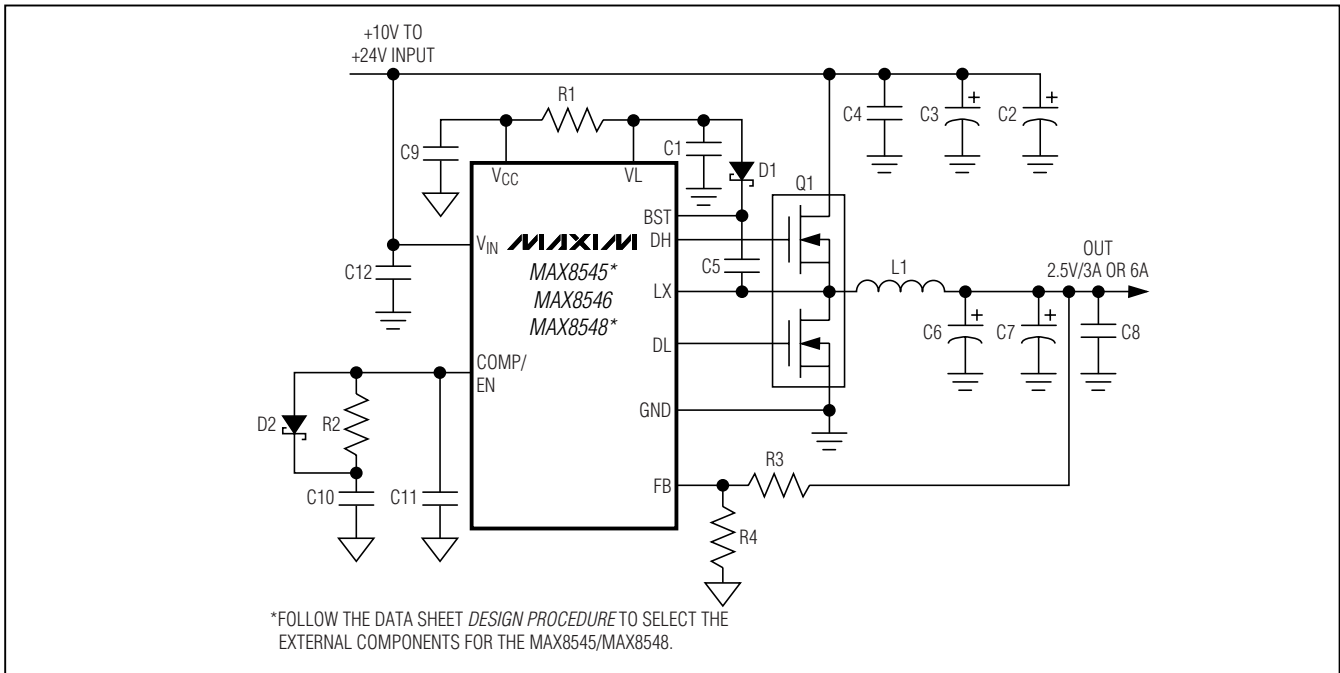 +10V TO
+24V INPUT
R1
C4
C3
+
C2
+
C9
C1
D1
VCC
VL
Q1
BST
DH
VIN
MAXIM
MAX8545*
MAX8546
MAX8548*
C12
C5
LX
L1
OUT
2.5V/3A OR 6A
C6
+
C7
+
C8
DL
COMP/
EN
D2
R2
GND
R3
FB
C10
C11
R4
*FOLLOW THE DATA SHEET DESIGN PROCEDURE TO SELECT THE
EXTERNAL COMPONENTS FOR THE MAX8545/MAX8548.